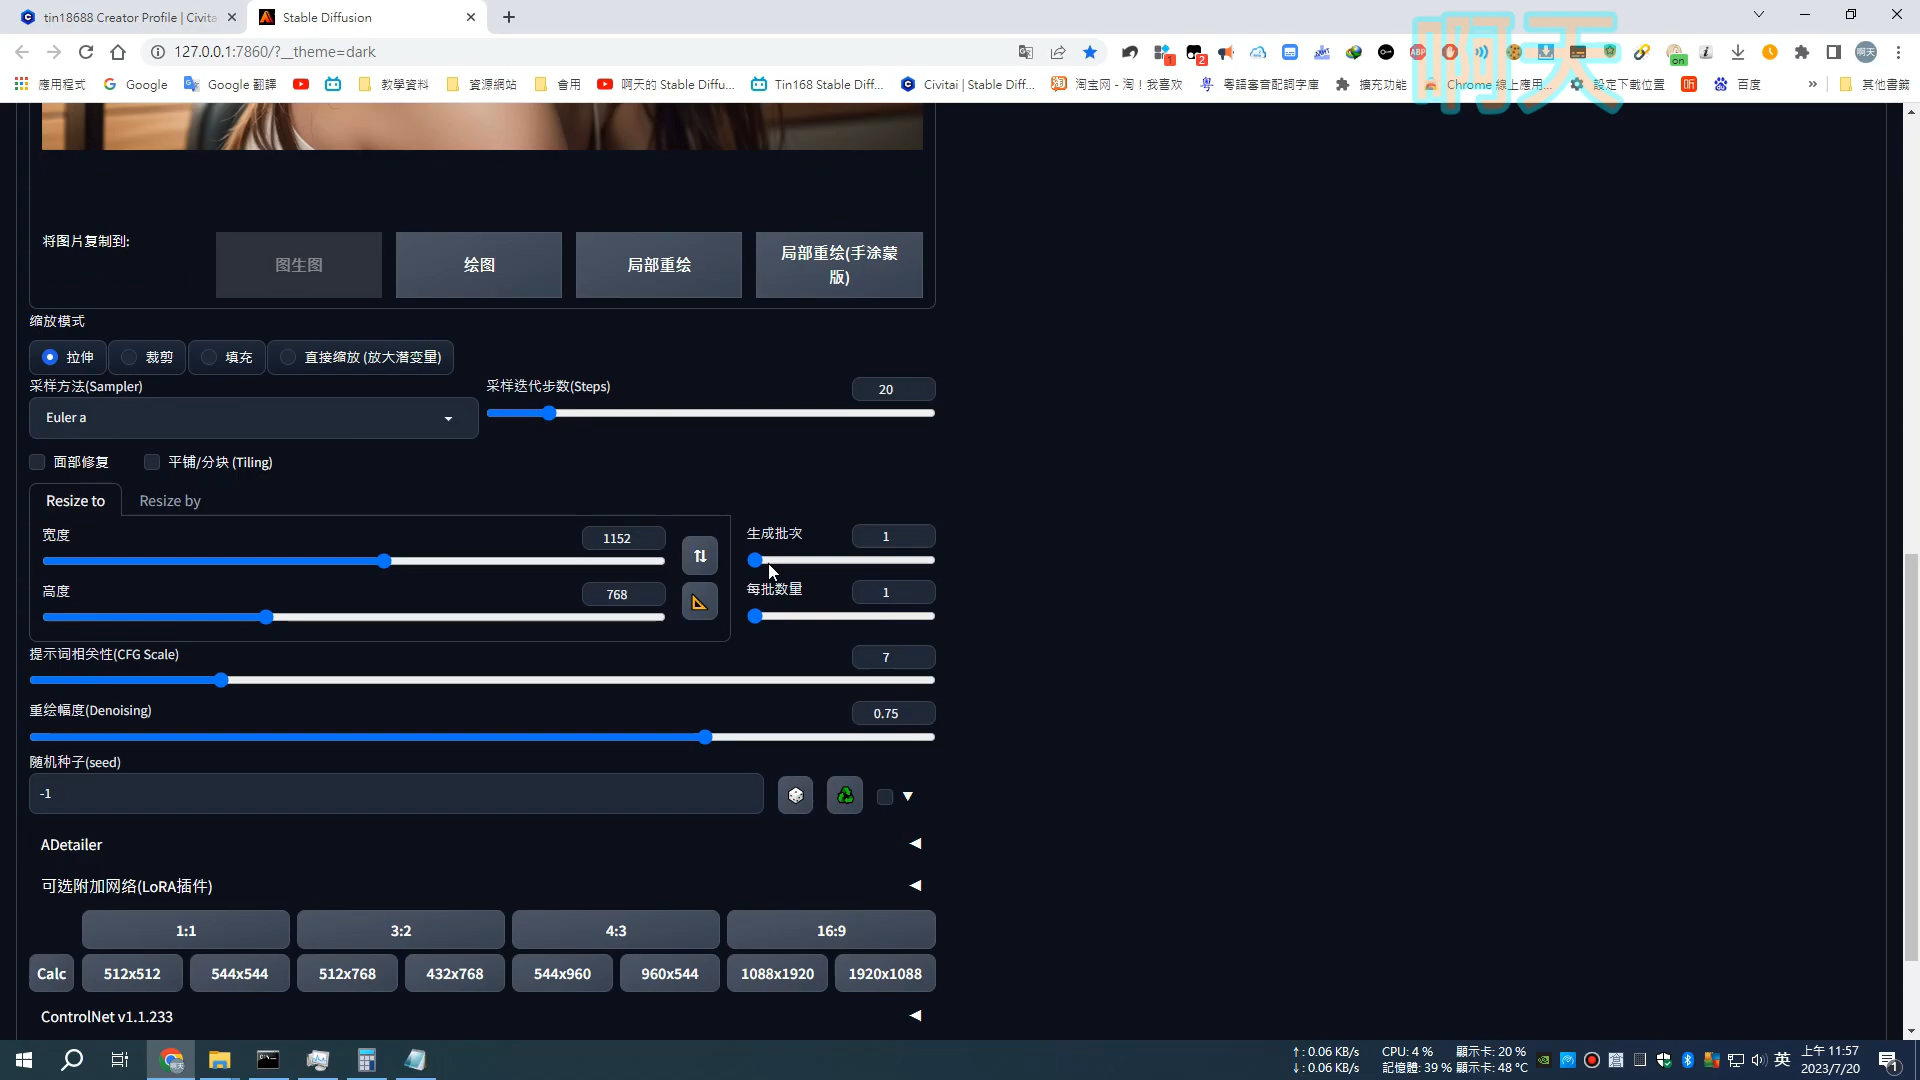 tin18688 Creator Profile | Civita
Stable Diffusion
127.0.0.1:7860/?__theme=dark
應用程式
Google
Google 翻譯
教學資料
資源網站
會用
啊天的 Stable Diffu...
Tin168 Stable Diff...
Civitai | Stable Diff...
淘宝网 - 淘！我喜欢
粵語審音配詞字庫
擴充功能
Chrome 線上應用...
設定下載位置
百度
»
其他書籤
啊天
将图片复制到:
图生图
绘图
局部重绘
局部重绘(手涂蒙
版)
缩放模式
拉伸
裁剪
填充
直接缩放 (放大潜变量)
采样方法(Sampler)
Euler a
采样迭代步数(Steps)
20
面部修复
平铺/分块 (Tiling)
Resize to
Resize by
宽度
1152
高度
768
生成批次
1
每批数量
1
提示词相关性(CFG Scale)
7
重绘幅度(Denoising)
0.75
随机种子(seed)
-1
ADetailer
可选附加网络(LoRA插件)
1:1
3:2
4:3
16:9
Calc
512x512
544x544
512x768
432x768
544x960
960x544
1088x1920
1920x1088
ControlNet v1.1.233
↑: 0.06 KB/s
↓: 0.06 KB/s
CPU: 4 %
顯示卡: 20 %
記憶體: 39 %
顯示卡: 48 °C
英
上午 11:57
2023/7/20
1